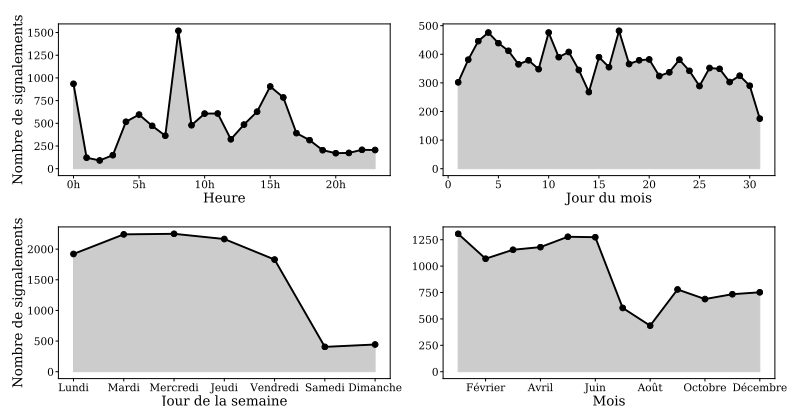 Nombre de signalements
1500
1250
1000
750
500
250
0
0h 5h 10h 15h 20h
Heure
500
400
300
200
100
0
0 5 10 15 20 25 30
Jour du mois
Nombre de signalements
2000
1500
1000
500
0
Lundi Mardi Mercredi Jeudi Vendredi Samedi Dimanche
Jour de la semaine
1250
1000
750
500
250
0
Février Avril Juin Août Octobre Décembre
Mois